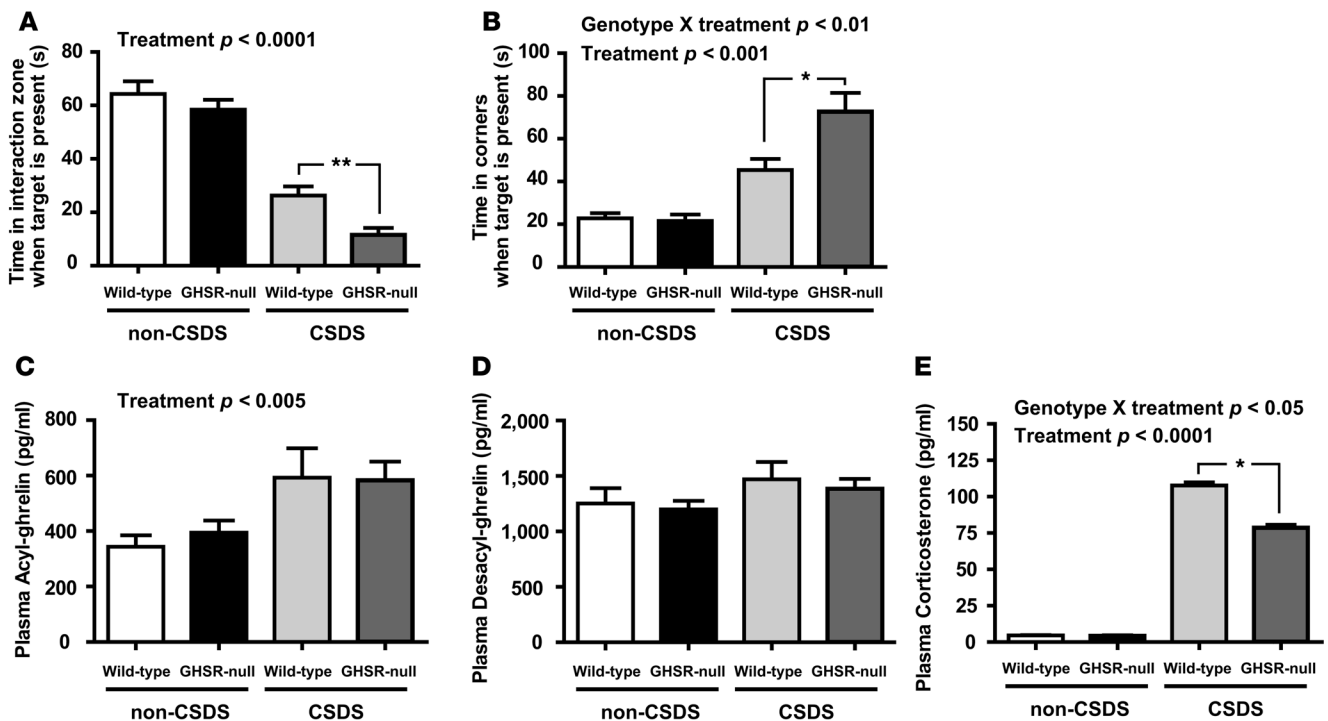 A
Treatment p < 0.0001
Time in interaction zone
when target is present (s)
80
60
40
20
0
**
Wild-type GHSR-null Wild-type GHSR-null
non-CSDS CSDS
B
Genotype X treatment p < 0.01
Treatment p < 0.001
Time in corners
when target is present (s)
100
80
60
40
20
0
*
Wild-type GHSR-null Wild-type GHSR-null
non-CSDS CSDS
C
Treatment p < 0.005
Plasma Acyl-ghrelin (pg/ml)
800
600
400
200
0
Wild-type GHSR-null Wild-type GHSR-null
non-CSDS CSDS
D
Plasma Desacyl-ghrelin (pg/ml)
2,000
1,500
1,000
500
0
Wild-type GHSR-null Wild-type GHSR-null
non-CSDS CSDS
E
Genotype X treatment p < 0.05
Treatment p < 0.0001
Plasma Corticosterone (pg/ml)
150
125
100
75
50
25
0
*
Wild-type GHSR-null Wild-type GHSR-null
non-CSDS CSDS